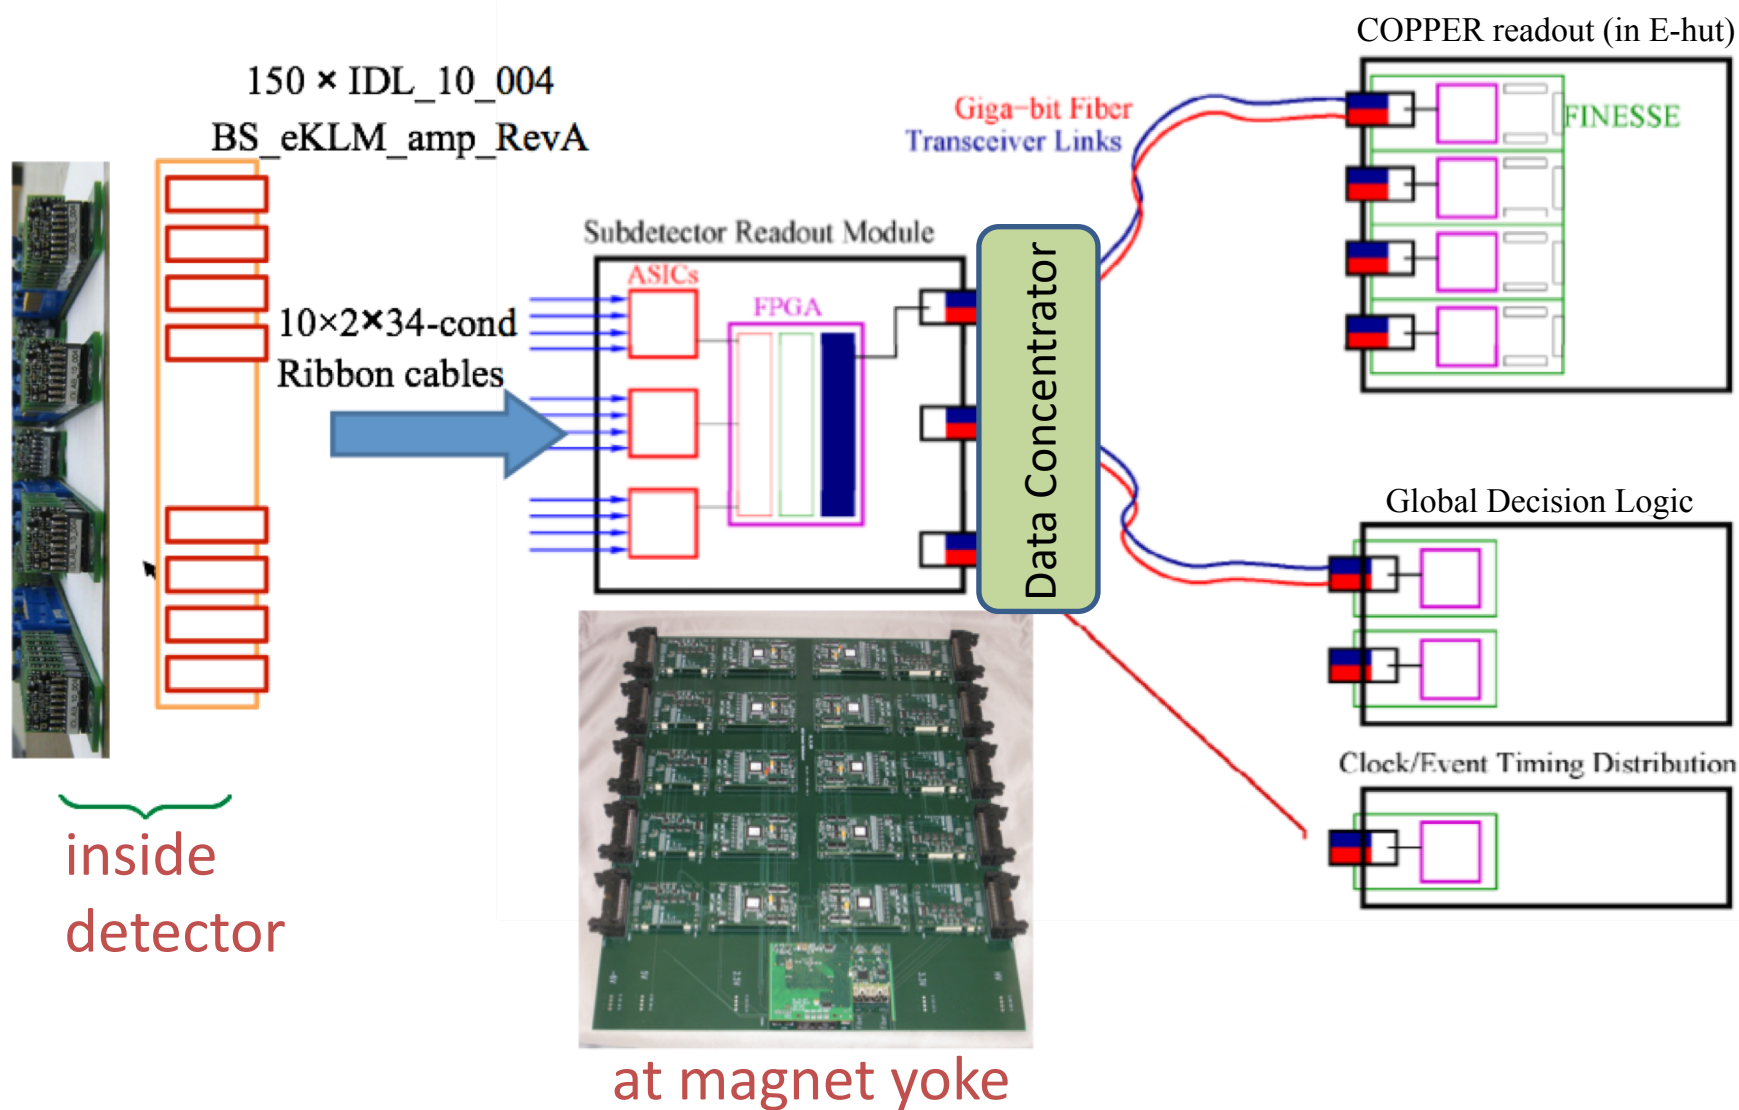 COPPER readout (in E-hut)
150 × IDL_10_004
BS_eKLM_amp_RevA
Giga-bit Fiber
Transceiver Links
FINESSE
Subdetector Readout Module
ASICs
FPGA
10×2×34-cond
Ribbon cables
Data Concentrator
Global Decision Logic
Clock/Event Timing Distribution
inside
detector
at magnet yoke